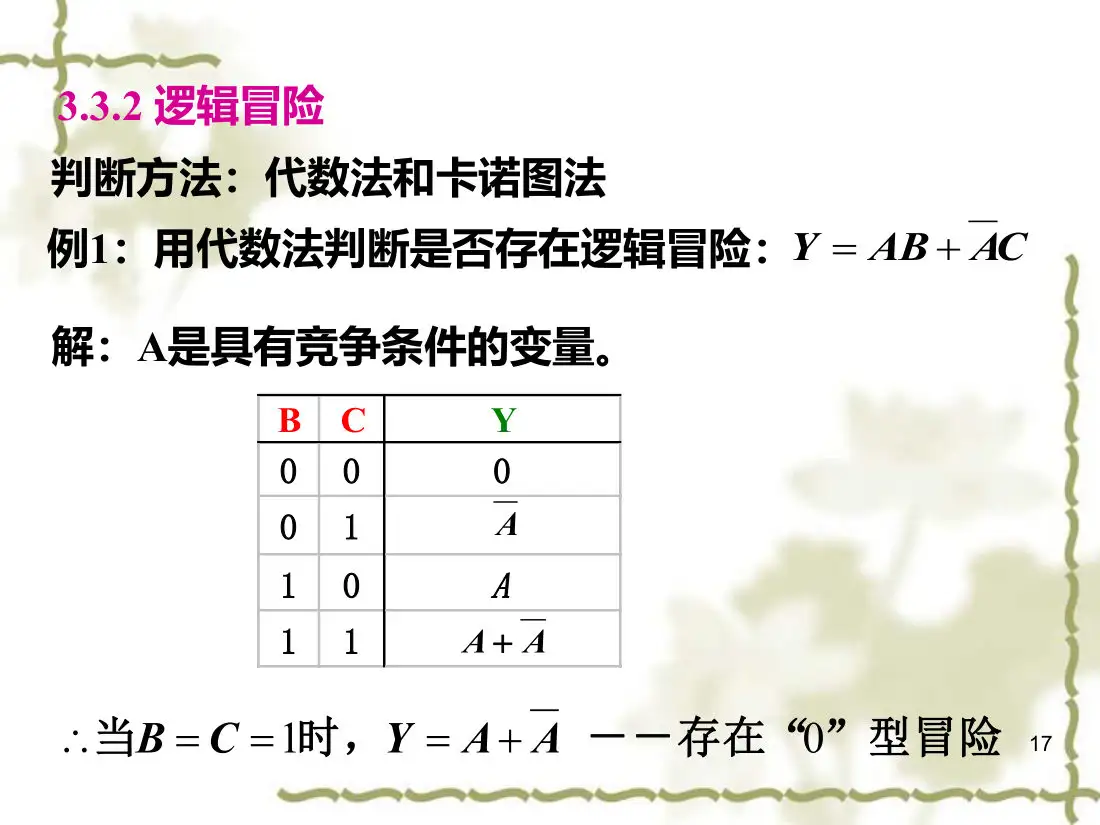 3.3.2 逻辑冒险
判断方法：代数法和卡诺图法
例1：用代数法判断是否存在逻辑冒险：Y = AB + A̅C
解：A是具有竞争条件的变量。
B C Y
0 0 0
0 1 A̅
1 0 A
1 1 A + A̅
∴当B = C = 1时，Y = A + A̅ －－存在“0”型冒险
17